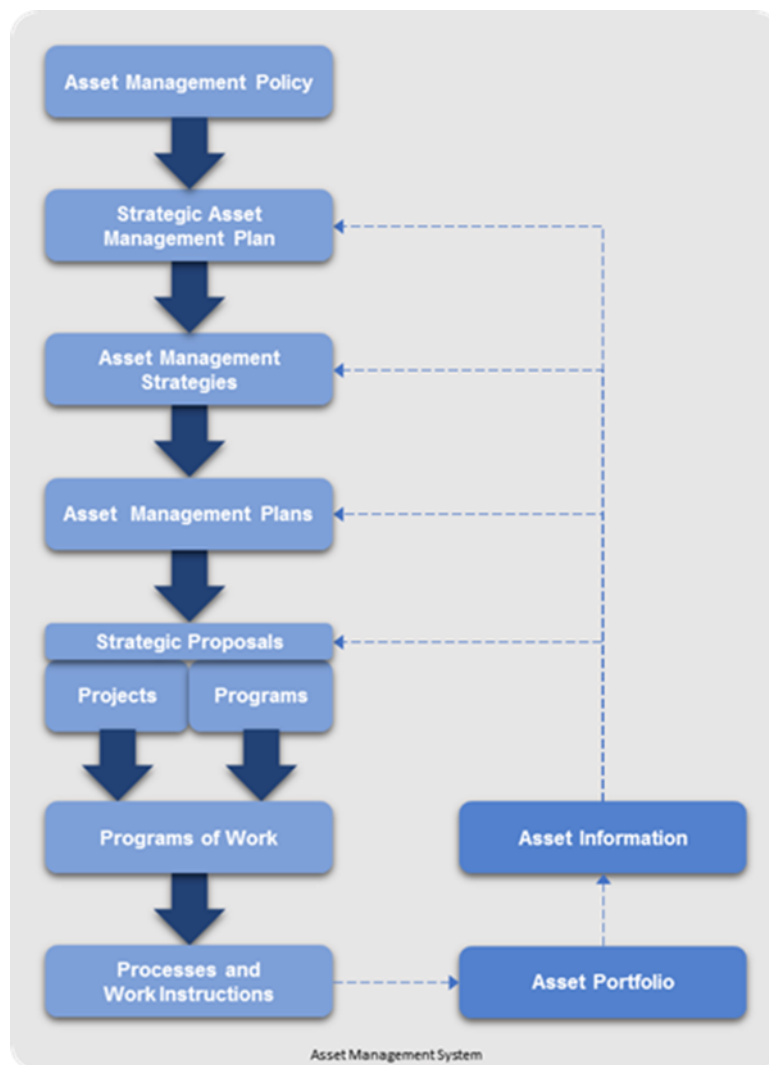 Asset Management Policy
Strategic Asset
Management Plan
Asset Management
Strategies
Asset Management Plans
Strategic Proposals
Projects
Programs
Programs of Work
Asset Information
Processes and
Work Instructions
Asset Portfolio
Asset Management System